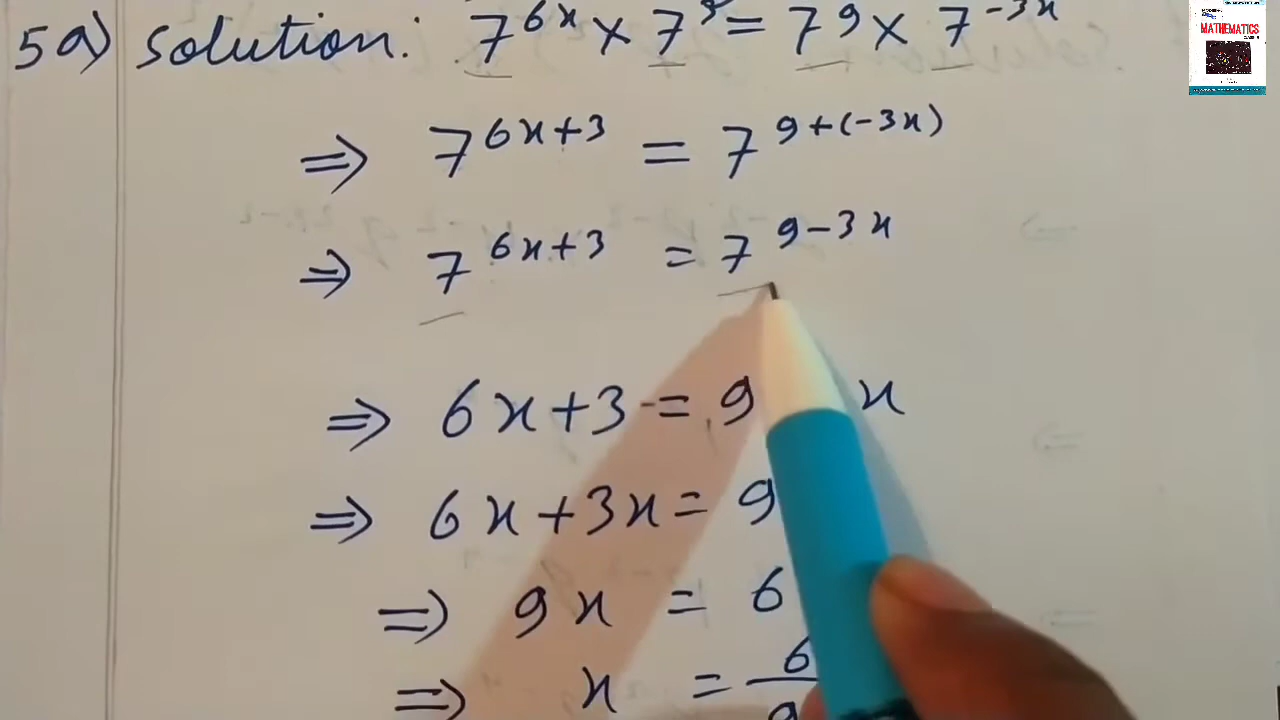 5a) Solution: 7^6x × 7^3 = 7^9 × 7^-3x
⇒ 7^6x+3 = 7^9+(-3x)
⇒ 7^6x+3 = 7^9-3x
⇒ 6x+3 = 9 x
⇒ 6x+3x = 9
⇒ 9x = 6
⇒ x = 6/9
MATHEMATICS